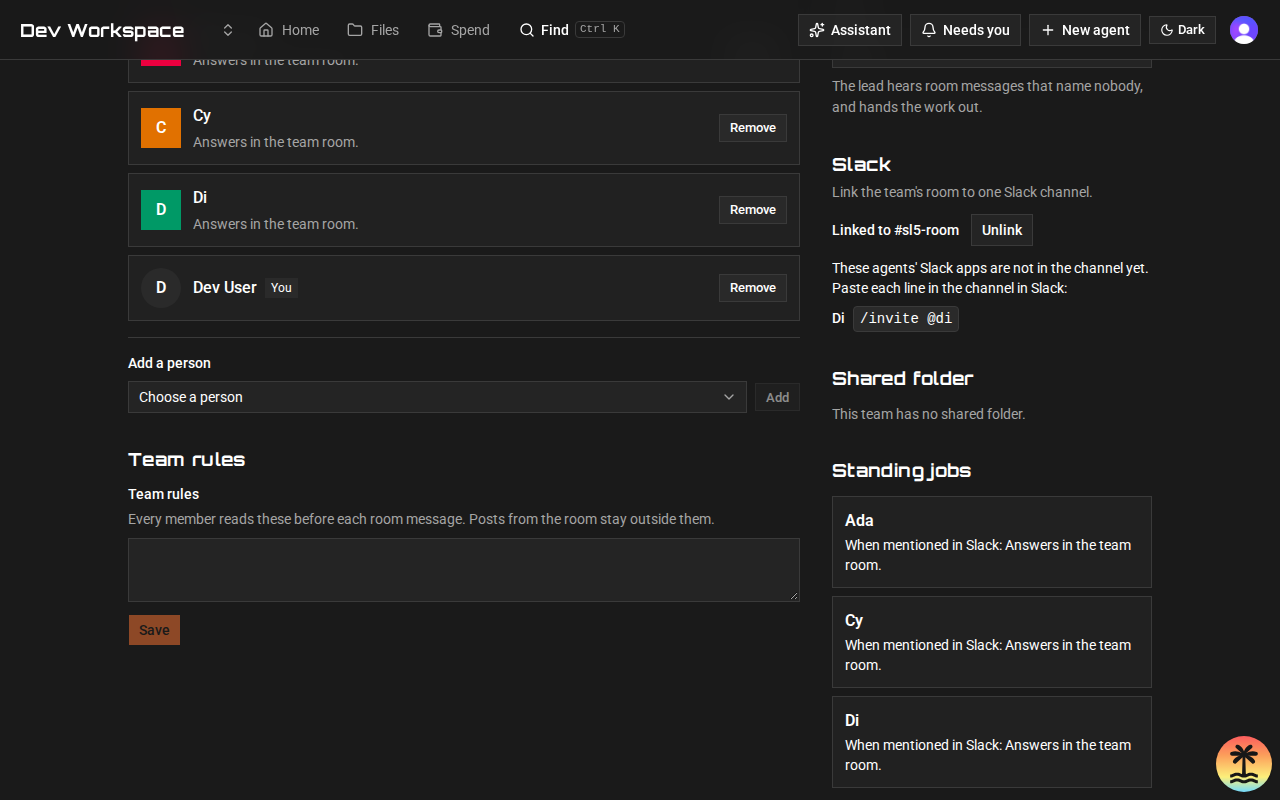 Dev Workspace
Home
Files
Spend
Find
Ctrl K
Assistant
Needs you
New agent
Dark
Answers in the team room.
C
Cy
Answers in the team room.
Remove
D
Di
Answers in the team room.
Remove
D
Dev User
You
Remove
Add a person
Choose a person
Add
Team rules
Team rules
Every member reads these before each room message. Posts from the room stay outside them.
Save
The lead hears room messages that name nobody,
and hands the work out.
Slack
Link the team's room to one Slack channel.
Linked to #sl5-room
Unlink
These agents' Slack apps are not in the channel yet.
Paste each line in the channel in Slack:
Di
/invite @di
Shared folder
This team has no shared folder.
Standing jobs
Ada
When mentioned in Slack: Answers in the team
room.
Cy
When mentioned in Slack: Answers in the team
room.
Di
When mentioned in Slack: Answers in the team
room.